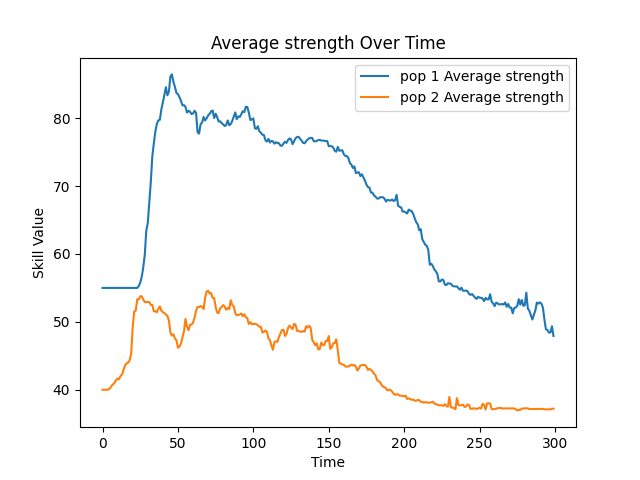 Average strength Over Time
pop 1 Average strength
pop 2 Average strength
Skill Value
80
70
60
50
40
0 50 100 150 200 250 300
Time